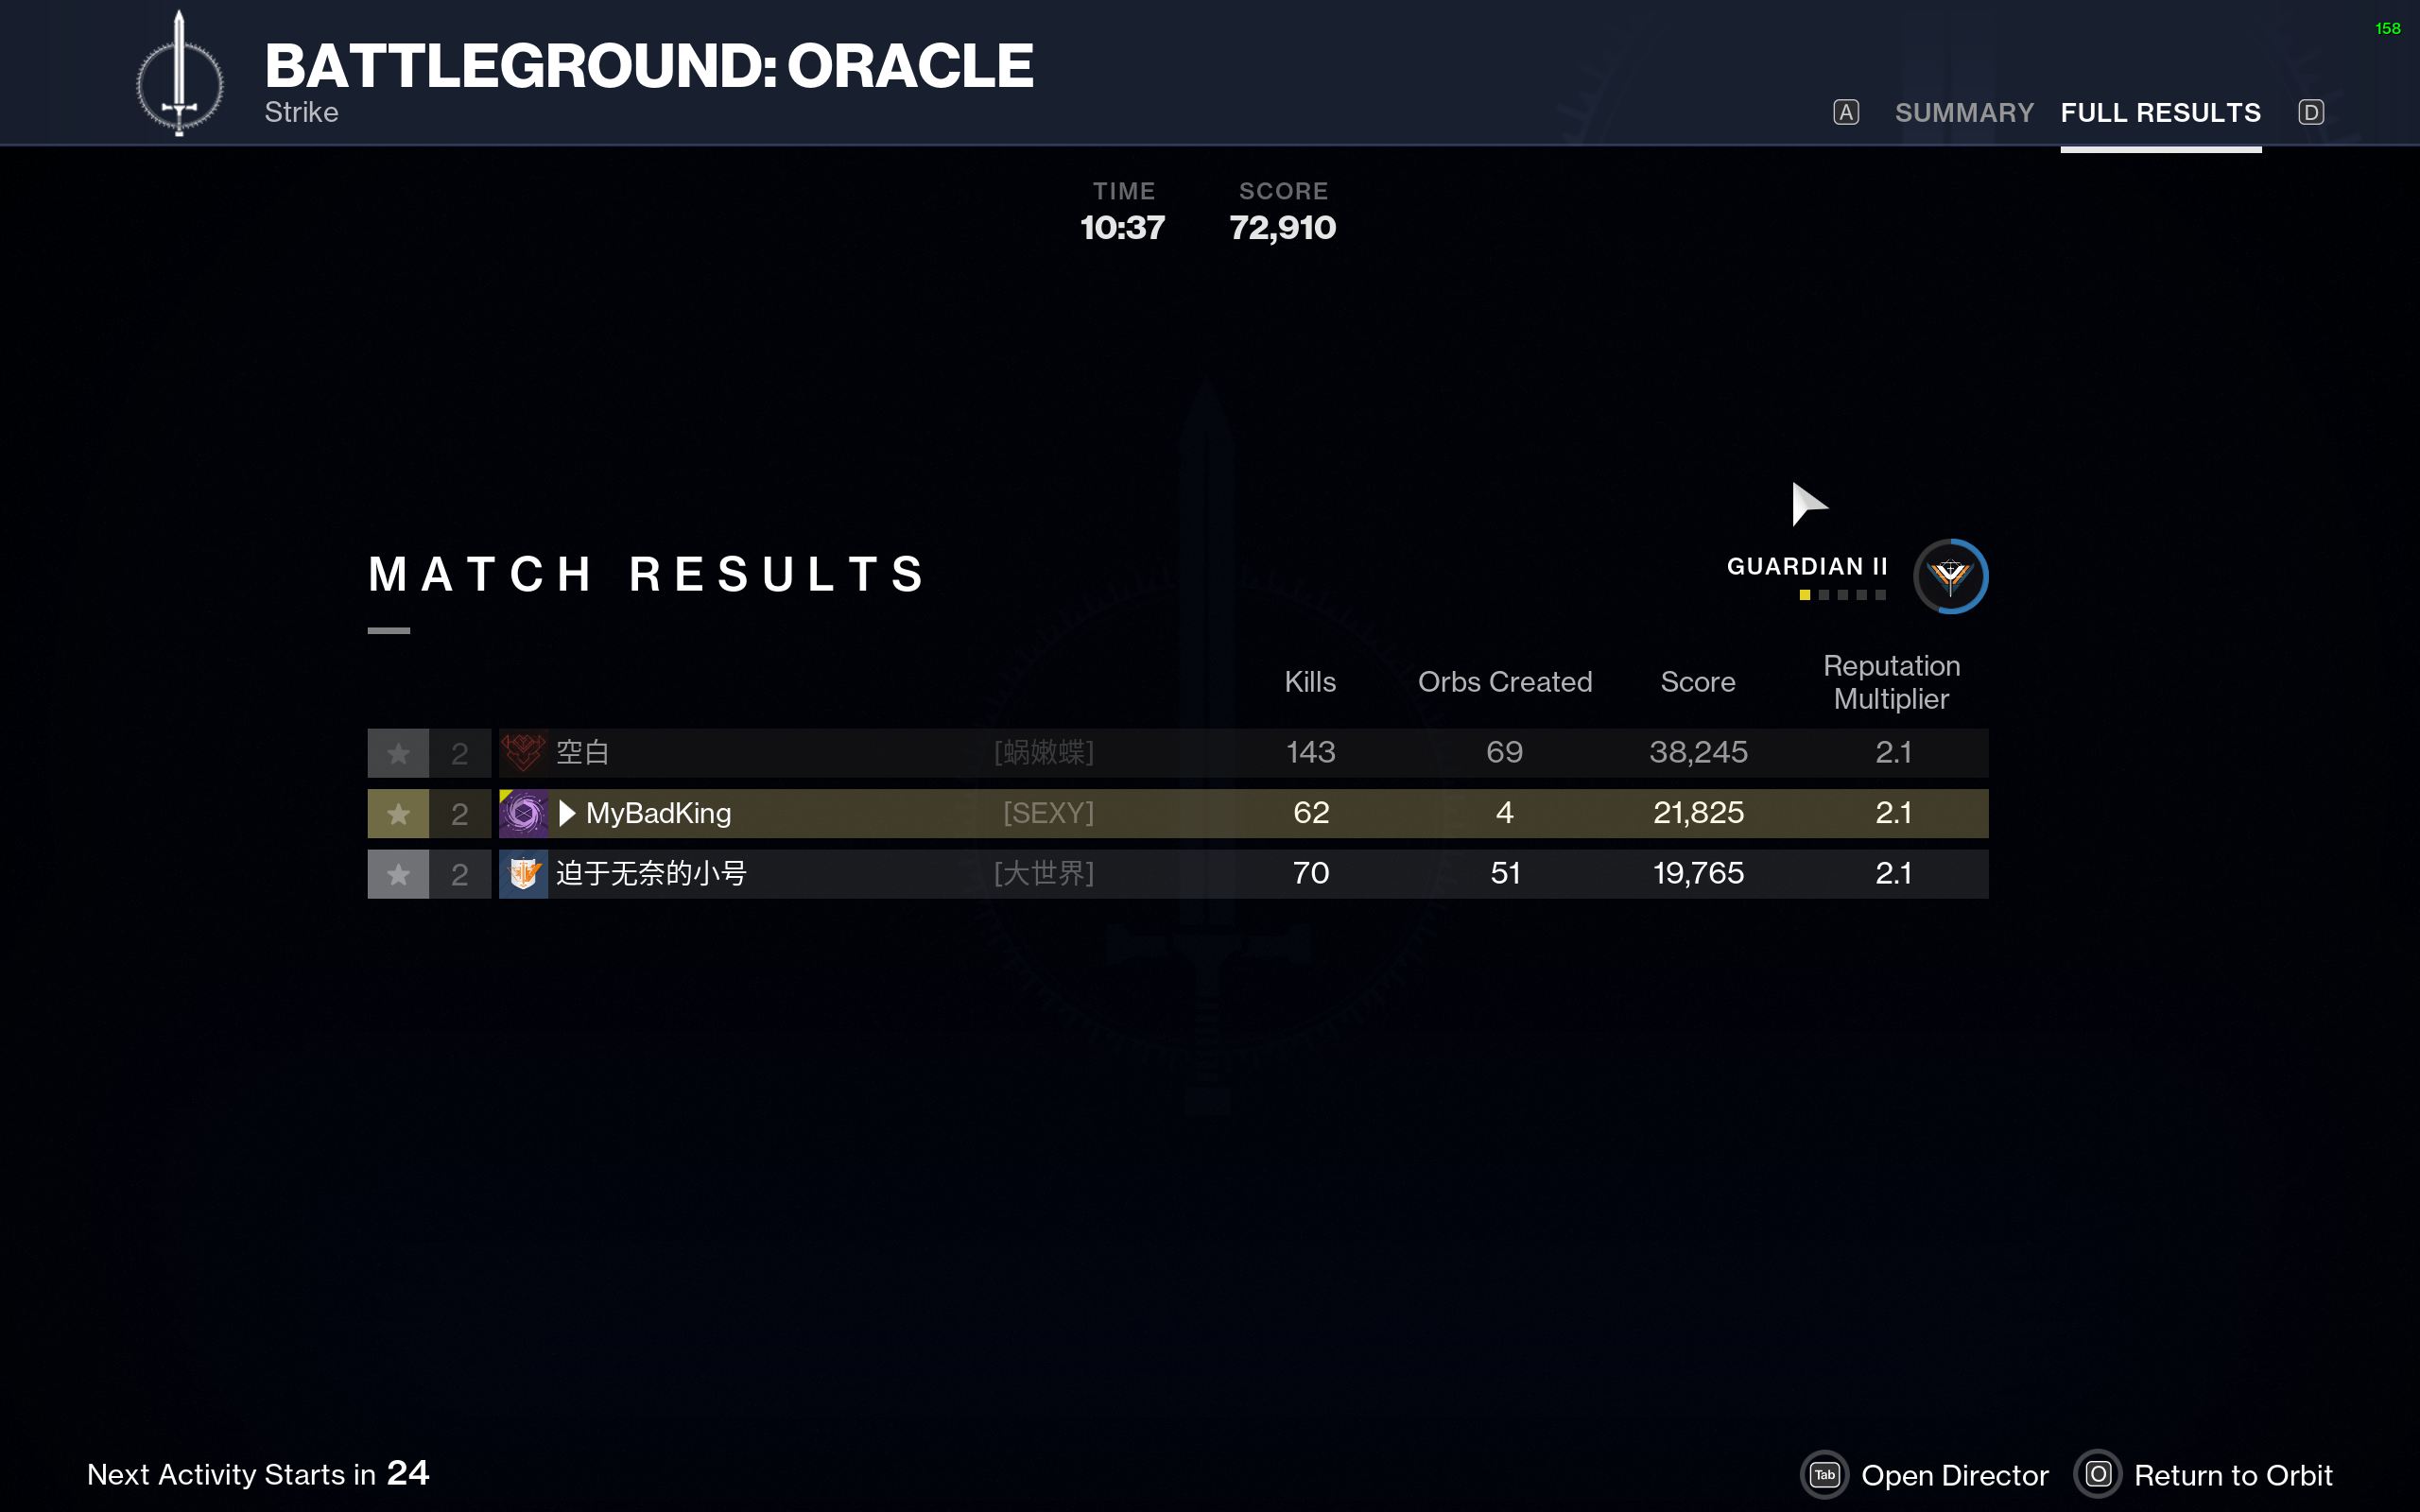 158
BATTLEGROUND: ORACLE
Strike
A SUMMARY FULL RESULTS D
TIME SCORE
10:37 72,910
MATCH RESULTS
GUARDIAN II
Kills Orbs Created Score Reputation Multiplier
2 空白 [蜗嫩蝶] 143 69 38,245 2.1
2 MyBadKing [SEXY] 62 4 21,825 2.1
2 迫于无奈的小号 [大世界] 70 51 19,765 2.1
Next Activity Starts in 24
Tab Open Director O Return to Orbit